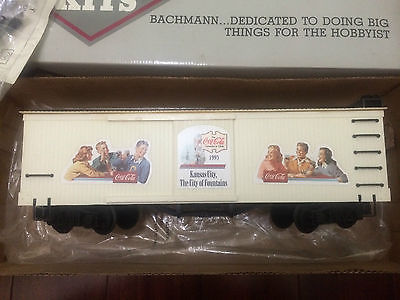 KITS
BACHMANN...DEDICATED TO DOING BIG
THINGS FOR THE HOBBYIST
Coca-Cola
1993
Kansas City,
The City of Fountains
Coca-Cola
Coca-Cola